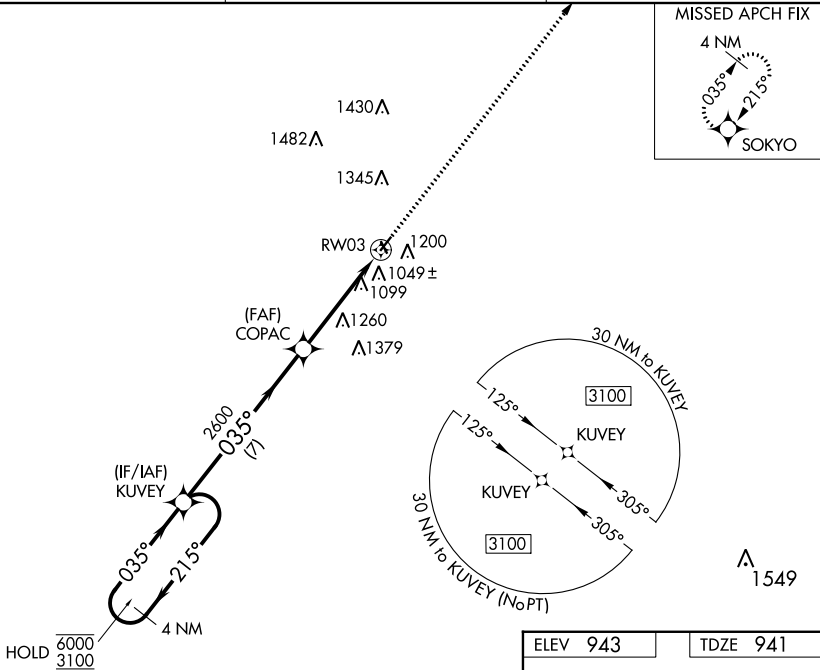 MISSED APCH FIX
4 NM
035°
215°
SOKYO
1430
1482
1345
RW03
1200
1049±
1099
(FAF)
COPAC
1260
1379
2600
035°
(7)
(IF/IAF)
KUVEY
035°
215°
4 NM
HOLD 6000
3100
30 NM to KUVEY
3100
125°
KUVEY
305°
125°
KUVEY
305°
3100
30 NM to KUVEY (NoPT)
1549
ELEV 943
TDZE 941